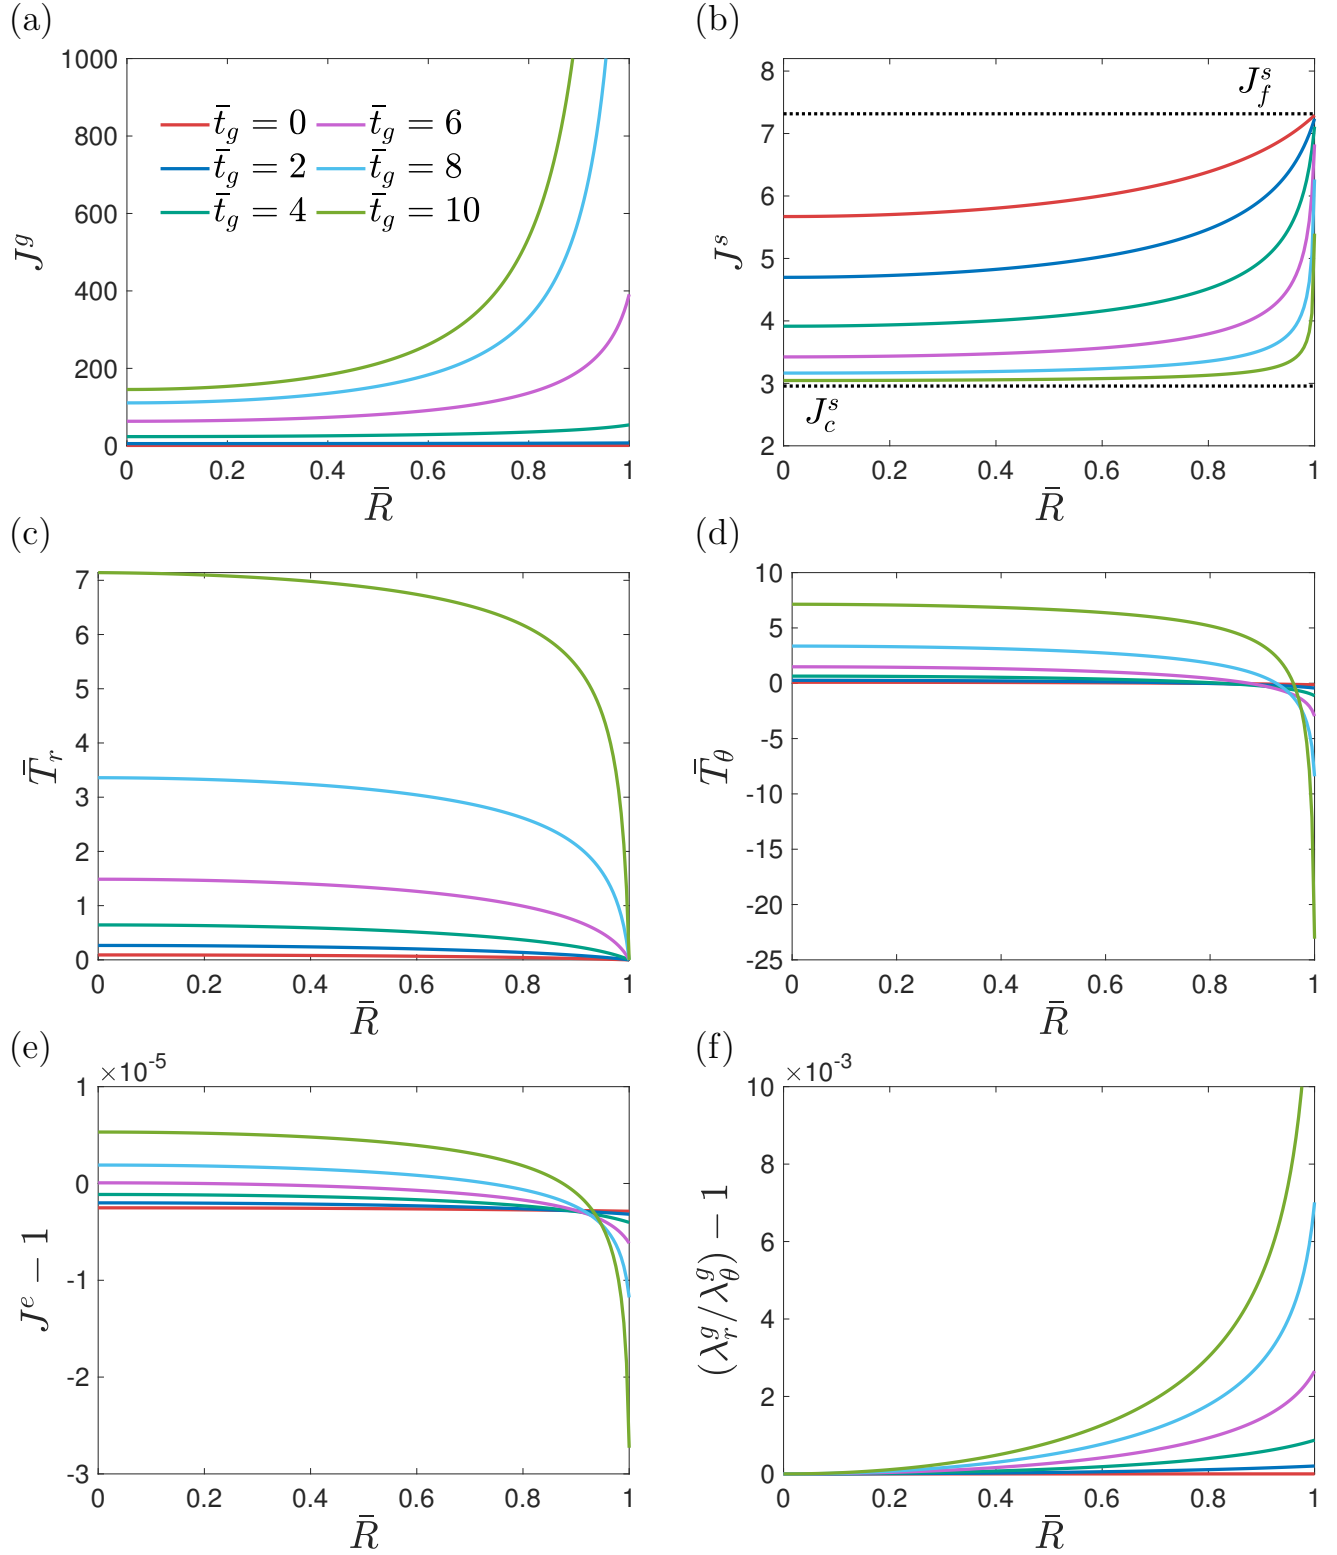 (a)
1000
800
600
400
200
0
0 0.2 0.4 0.6 0.8 1
J^g
R̄
t̄_g = 0
t̄_g = 2
t̄_g = 4
t̄_g = 6
t̄_g = 8
t̄_g = 10
(b)
8
7
6
5
4
3
2
0 0.2 0.4 0.6 0.8 1
J^s
R̄
J_f^s
J_c^s
(c)
7
6
5
4
3
2
1
0
0 0.2 0.4 0.6 0.8 1
T̄_r
R̄
(d)
10
5
0
-5
-10
-15
-20
-25
0 0.2 0.4 0.6 0.8 1
T̄_θ
R̄
(e)
×10^-5
1
0
-1
-2
-3
0 0.2 0.4 0.6 0.8 1
J^e − 1
R̄
(f)
×10^-3
10
8
6
4
2
0
0 0.2 0.4 0.6 0.8 1
(λ_r^g/λ_θ^g) − 1
R̄